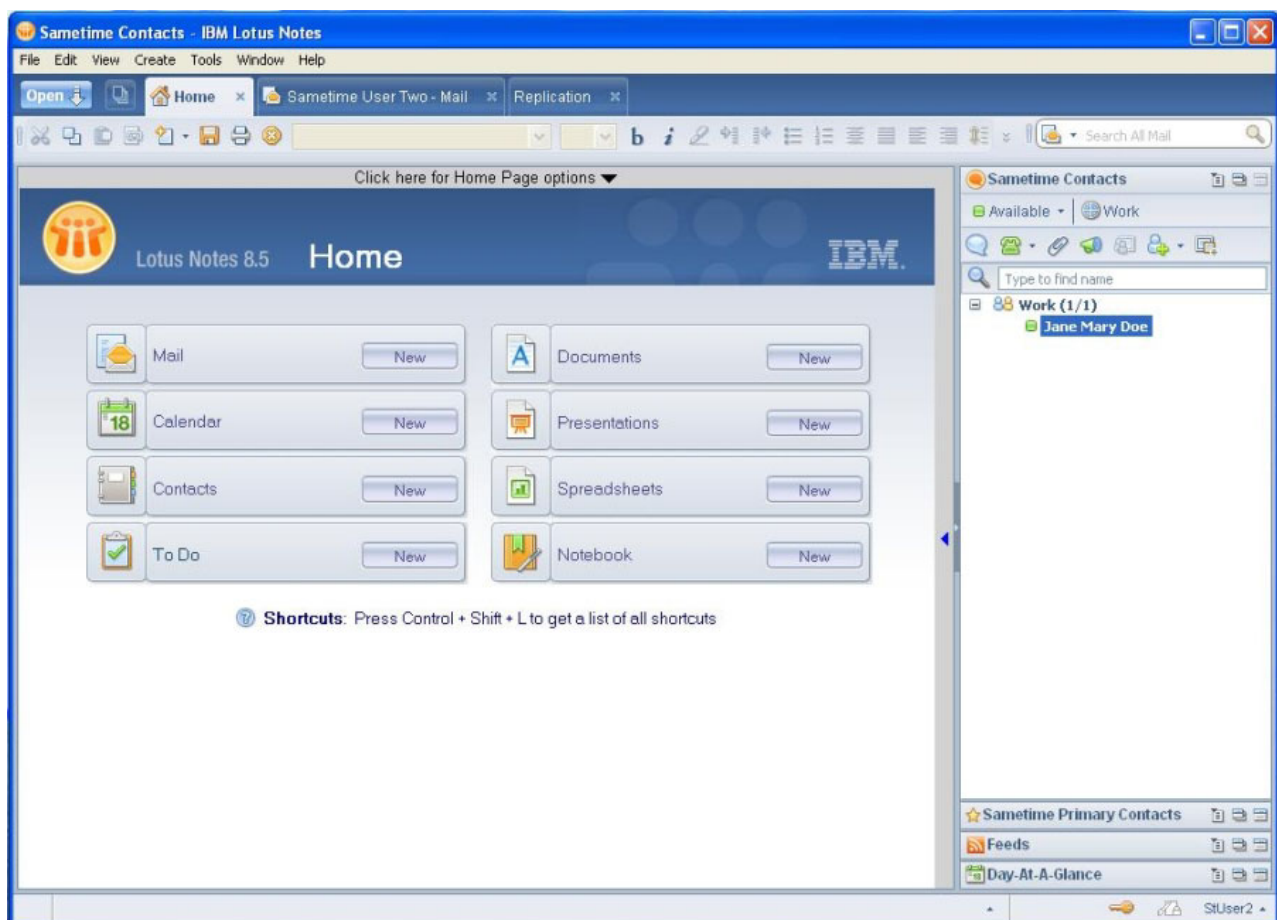 Sametime Contacts - IBM Lotus Notes
File Edit View Create Tools Window Help
Open Home Sametime User Two - Mail Replication
b i Search All Mail
Click here for Home Page options
Lotus Notes 8.5 Home IBM.
Mail New Documents New
18 Calendar New Presentations New
Contacts New Spreadsheets New
To Do New Notebook New
Shortcuts: Press Control + Shift + L to get a list of all shortcuts
Sametime Contacts
Available Work
Type to find name
Work (1/1)
Jane Mary Doe
Sametime Primary Contacts
Feeds
Day-At-A-Glance
StUser2